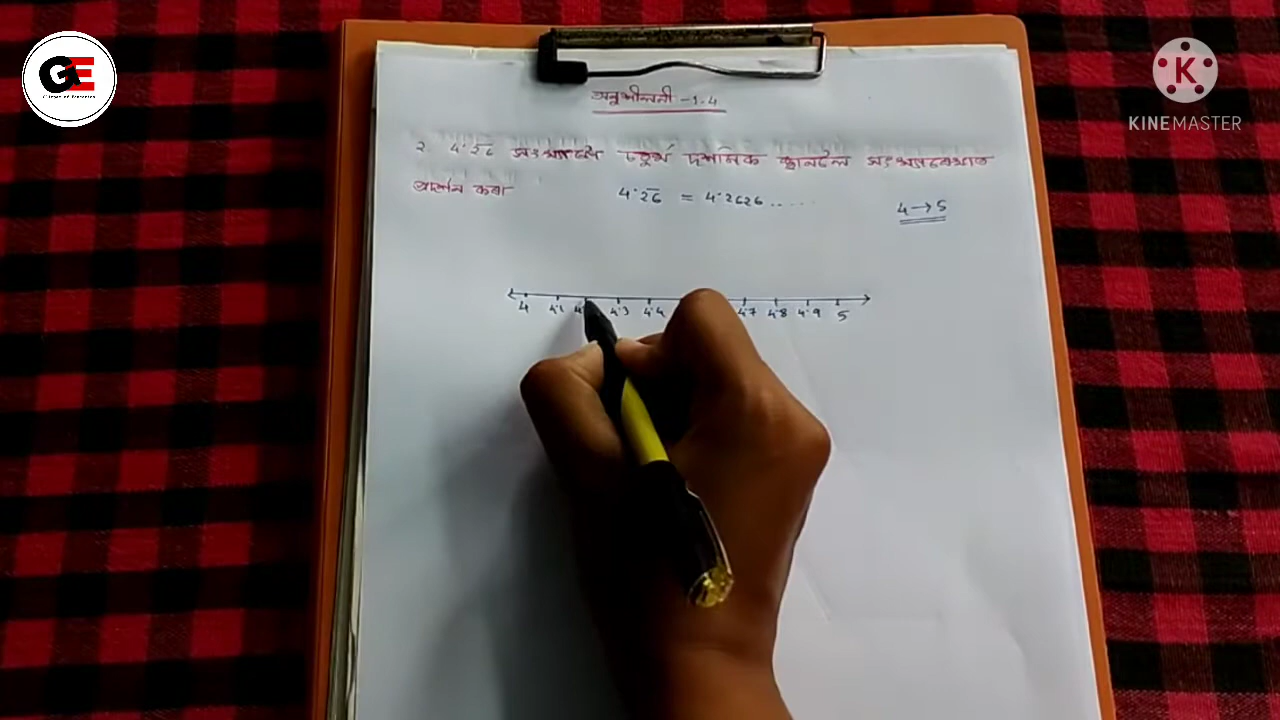 GE
KINEMASTER
অনুশীলনী - 1.4
২. 4.2̅6̅ সংখ্যাটোৰ চতুৰ্থ দশমিক স্থানলৈ সংখ্যাৰেখাত
প্ৰদৰ্শন কৰা
4.2̅6̅ = 4.2626.....
4 → 5
4 4.1 4.3 4.4 4.7 4.8 4.9 5